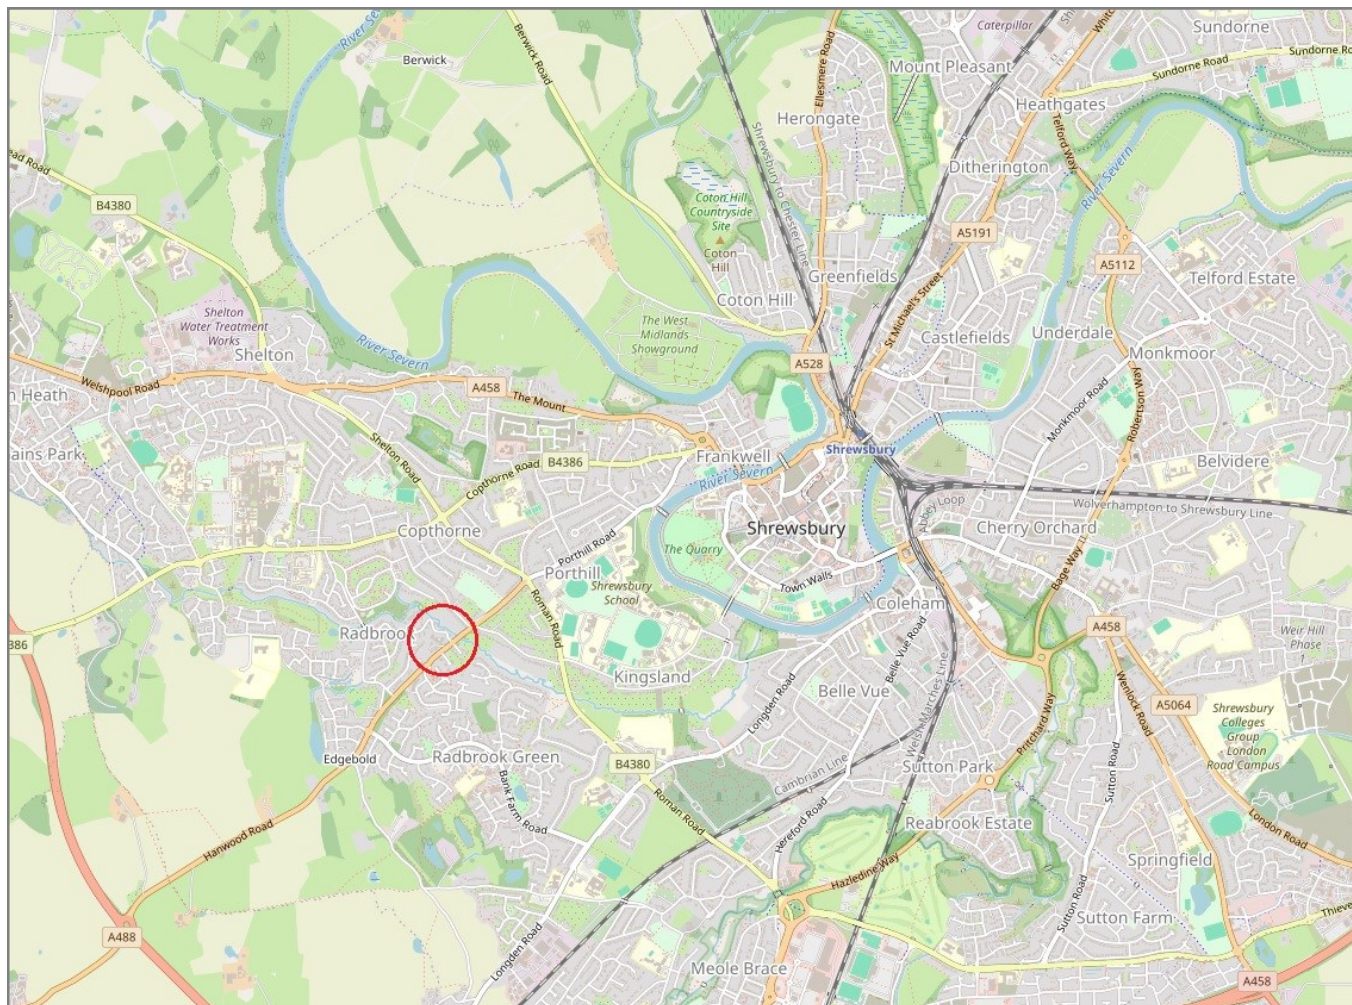 River Se
Berwick
Berwick Road
Ellesmere Road
Caterpillar
Whitc
Sundorne
Mount Pleasant
Sundorne Ro
Sundorne Road
Heathgates
Herongate
Telford Way
ead Road
Shrewsbury to Chester Line
Ditherington
River Severn
B4380
Coton Hill
Countryside
Site
A5191
Coton
Hill
A5112
Greenfields
Telford Estate
Coton Hill
Shelton
Water Treatment
Works
St Michael's Street
The West
Midlands
Showground
Castlefields
Underdale
River Severn
Shelton
Monkmoor
A528
Welshpool Road
A458
The Mount
m Heath
Monkmoor Road
Robertson Way
Shelton Road
Shrewsbury
ains Park
Frankwell
B4386
Belvidere
Copthorne Road
River Severn
Wolverhampton to Shrewsbury Line
Abbey Loop
Copthorne
Shrewsbury
Cherry Orchard
Porthill Road
The Quarry
Bage Way
Porthill
Town Walls
Shrewsbury
School
Coleham
Roman Road
Radbroo
A458
386
Weir Hill
Phase
1
Belle Vue Road
Kingsland
Belle Vue
Longden Road
Wenlock Road
A5064
Welsh Marches Line
Pritchard Way
Shrewsbury
Colleges
Group
London
Road Campus
Edgebold
Radbrook Green
B4380
Sutton Park
Cambrian Line
Sutton Road
Bank Farm Road
Roman Road
Hereford Road
Reabrook Estate
London Road
Hanwood Road
Hazledine Way
Springfield
Sutton Road
Sutton Farm
Thieve
A488
Longden Road
Meole Brace
A458